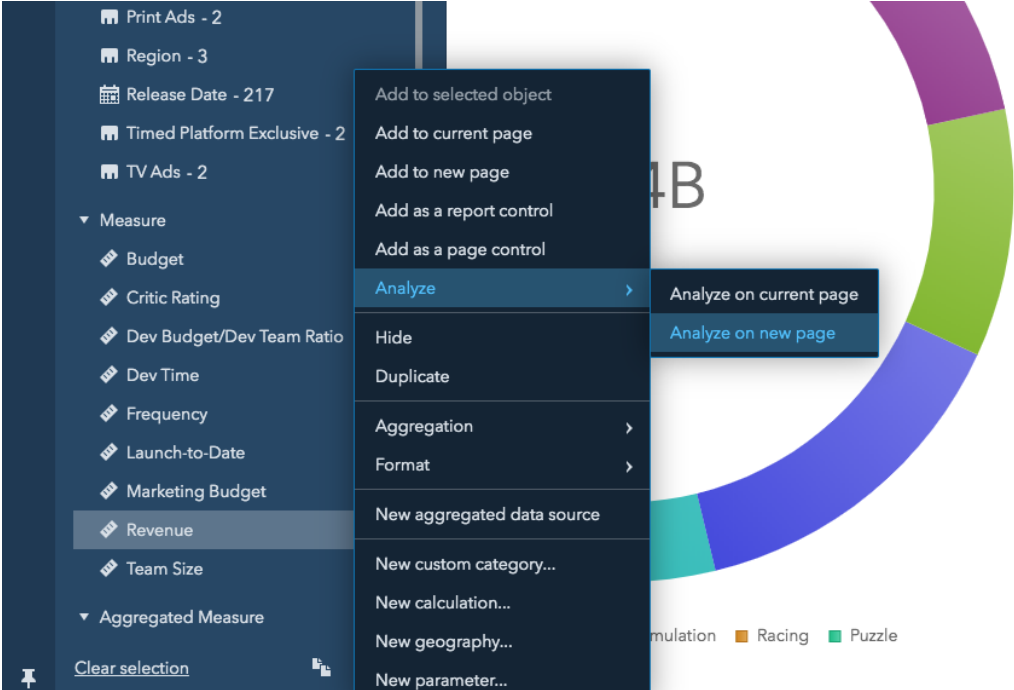 Print Ads - 2
Region - 3
Release Date - 217
Timed Platform Exclusive - 2
TV Ads - 2
Measure
Budget
Critic Rating
Dev Budget/Dev Team Ratio
Dev Time
Frequency
Launch-to-Date
Marketing Budget
Revenue
Team Size
Aggregated Measure
Clear selection
Add to selected object
Add to current page
Add to new page
Add as a report control
Add as a page control
Analyze
Hide
Duplicate
Aggregation
Format
New aggregated data source
New custom category...
New calculation...
New geography...
New parameter...
Analyze on current page
Analyze on new page
4B
mulation Racing Puzzle